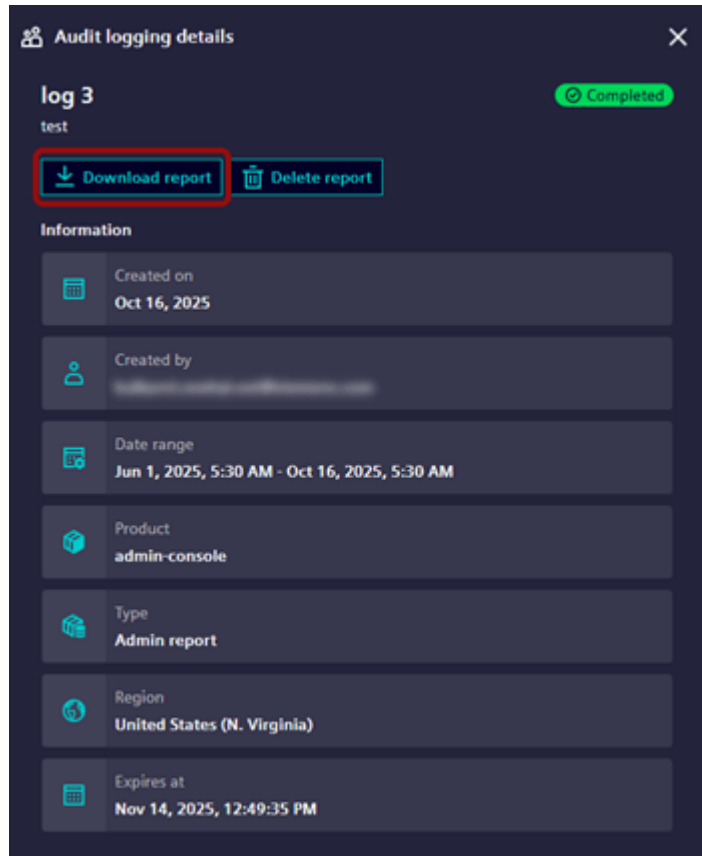 Audit logging details
log 3
Completed
test
Download report
Delete report
Information
Created on
Oct 16, 2025
Created by
Date range
Jun 1, 2025, 5:30 AM - Oct 16, 2025, 5:30 AM
Product
admin-console
Type
Admin report
Region
United States (N. Virginia)
Expires at
Nov 14, 2025, 12:49:35 PM